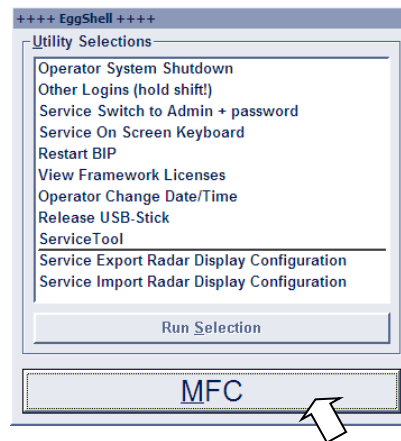 ++++ EggShell ++++
Utility Selections
Operator System Shutdown
Other Logins (hold shift!)
Service Switch to Admin + password
Service On Screen Keyboard
Restart BIP
View Framework Licenses
Operator Change Date/Time
Release USB-Stick
ServiceTool
Service Export Radar Display Configuration
Service Import Radar Display Configuration
Run Selection
MFC